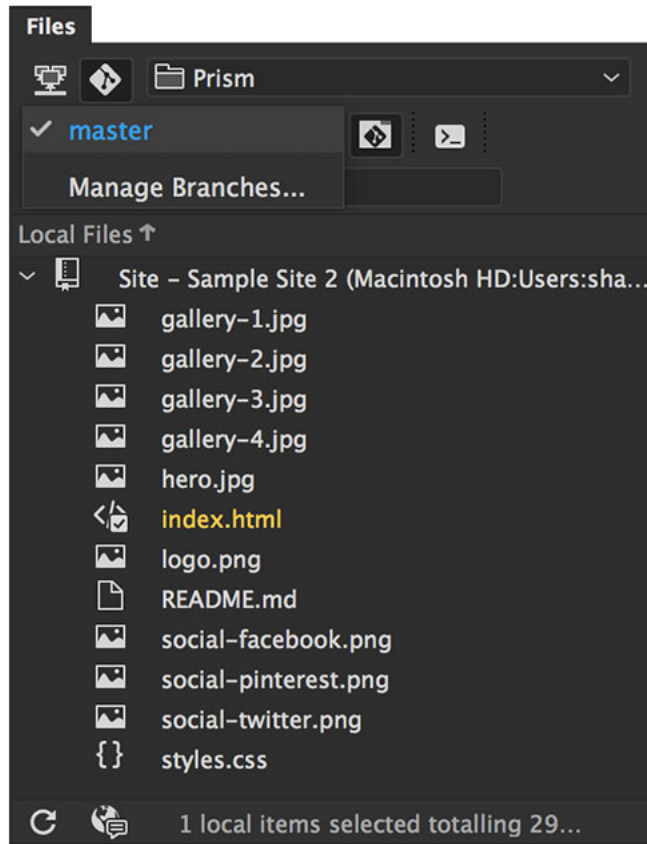 Files
Prism
master
Manage Branches...
Local Files ↑
Site – Sample Site 2 (Macintosh HD:Users:sha...
gallery-1.jpg
gallery-2.jpg
gallery-3.jpg
gallery-4.jpg
hero.jpg
index.html
logo.png
README.md
social-facebook.png
social-pinterest.png
social-twitter.png
styles.css
1 local items selected totalling 29...